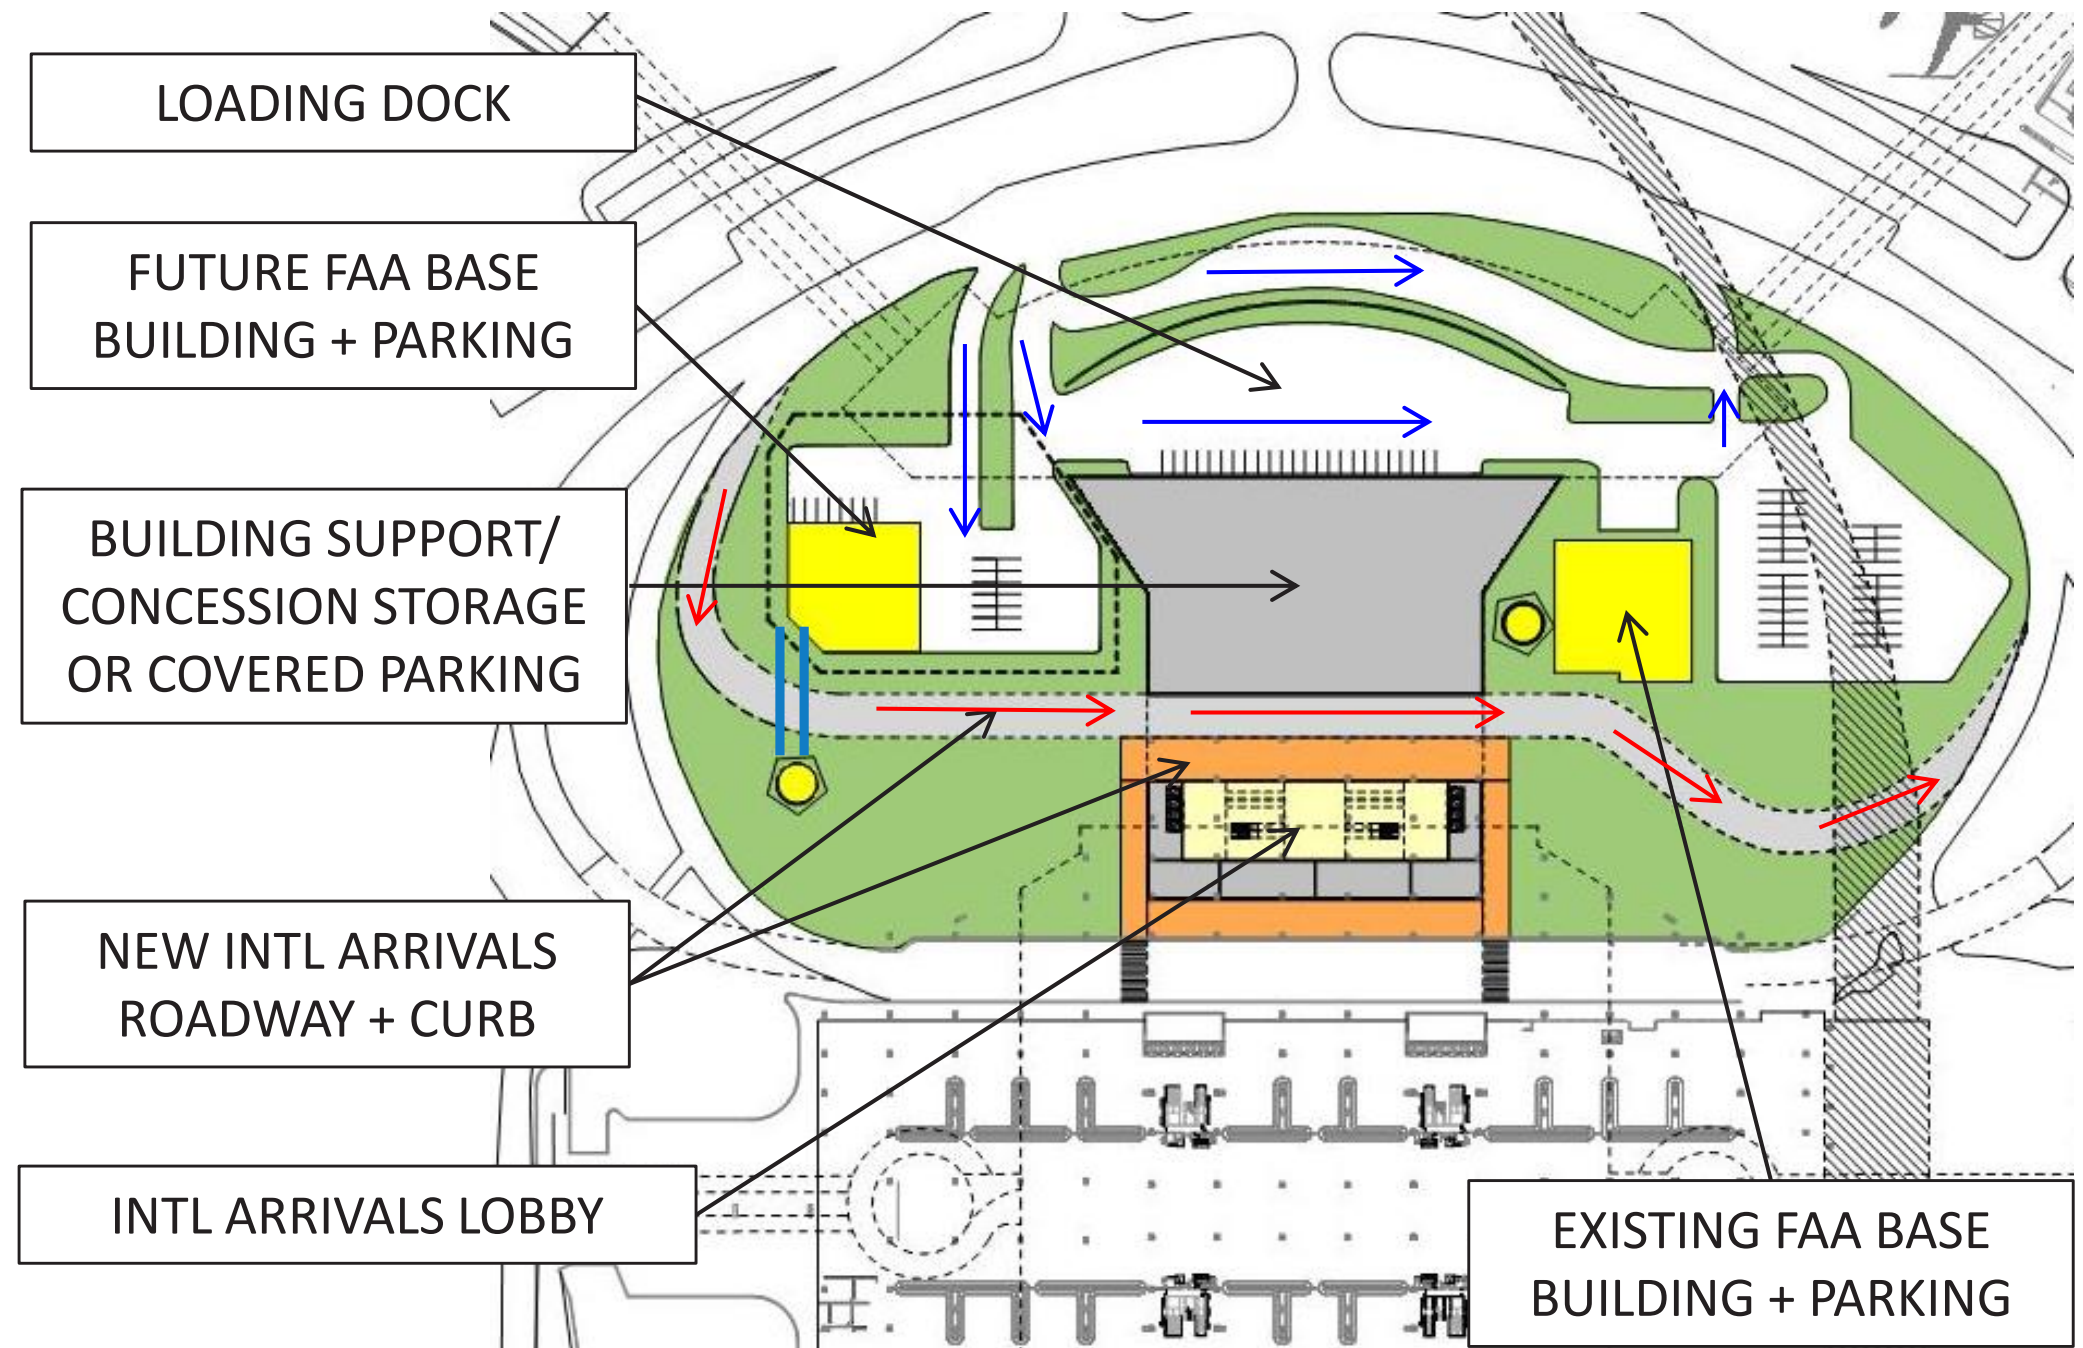 LOADING DOCK
FUTURE FAA BASE
BUILDING + PARKING
BUILDING SUPPORT/
CONCESSION STORAGE
OR COVERED PARKING
NEW INTL ARRIVALS
ROADWAY + CURB
INTL ARRIVALS LOBBY
EXISTING FAA BASE
BUILDING + PARKING